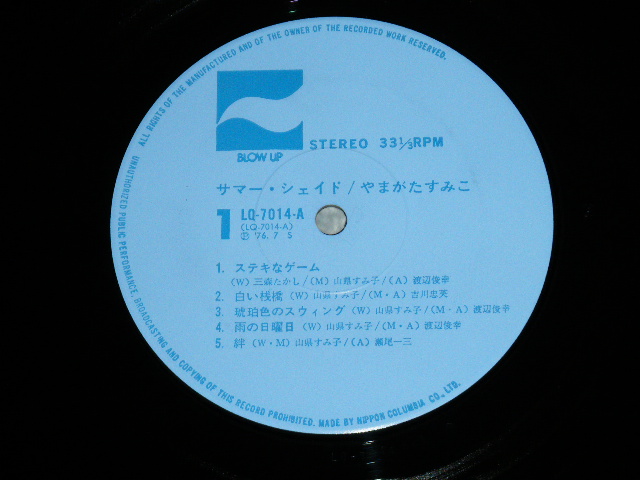 ALL RIGHTS OF THE MANUFACTURED AND OF THE OWNER OF THE RECORDED WORK RESERVED.
UNAUTHORIZED PUBLIC PERFORMANCE, BROADCASTING AND COPYING OF THIS RECORD PROHIBITED. MADE BY NIPPON COLUMBIA CO., LTD.
BLOW UP
STEREO 33 1/3 RPM
サマー・シェイド/やまがたすみこ
1 LQ-7014-A
(LQ-7014-A)
Ⓟ '76. 7 S
1. ステキなゲーム
(W) 三森たかし/(M) 山県すみ子/(A) 渡辺俊幸
2. 白い桟橋 (W) 山県すみ子/(M・A) 吉川忠英
3. 琥珀色のスウィング (W) 山県すみ子/(M・A) 渡辺俊幸
4. 雨の日曜日 (W) 山県すみ子/(M・A) 渡辺俊幸
5. 絆 (W・M) 山県すみ子/(A) 瀬尾一三